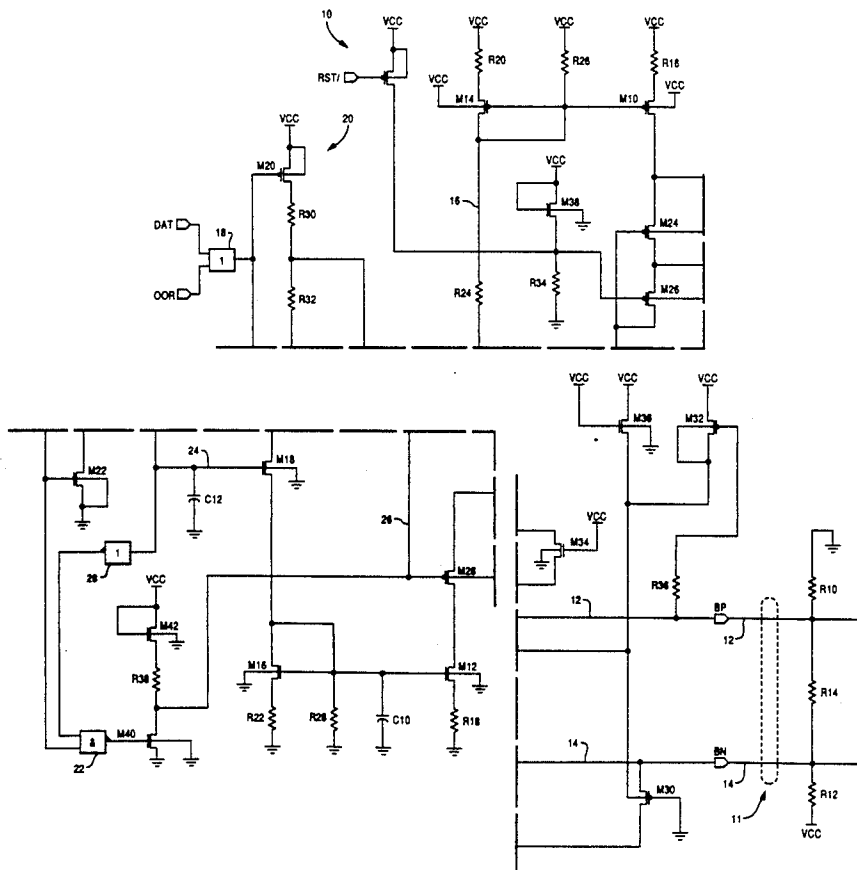 10
VCC
VCC
VCC
VCC
RST/
R20
R26
R16
VCC
VCC
M14
M10
VCC
20
M20
VCC
16
M38
R30
DAT
18
M24
1
OOR
R32
R24
R34
M26
VCC
VCC
VCC
M36
M32
M22
24
M18
C12
26
VCC
M34
1
28
VCC
M28
R36
R10
12
BP
12
M42
M16
M12
R38
R14
R22
R28
C10
R18
M40
&
22
14
BN
14
M30
R12
11
VCC